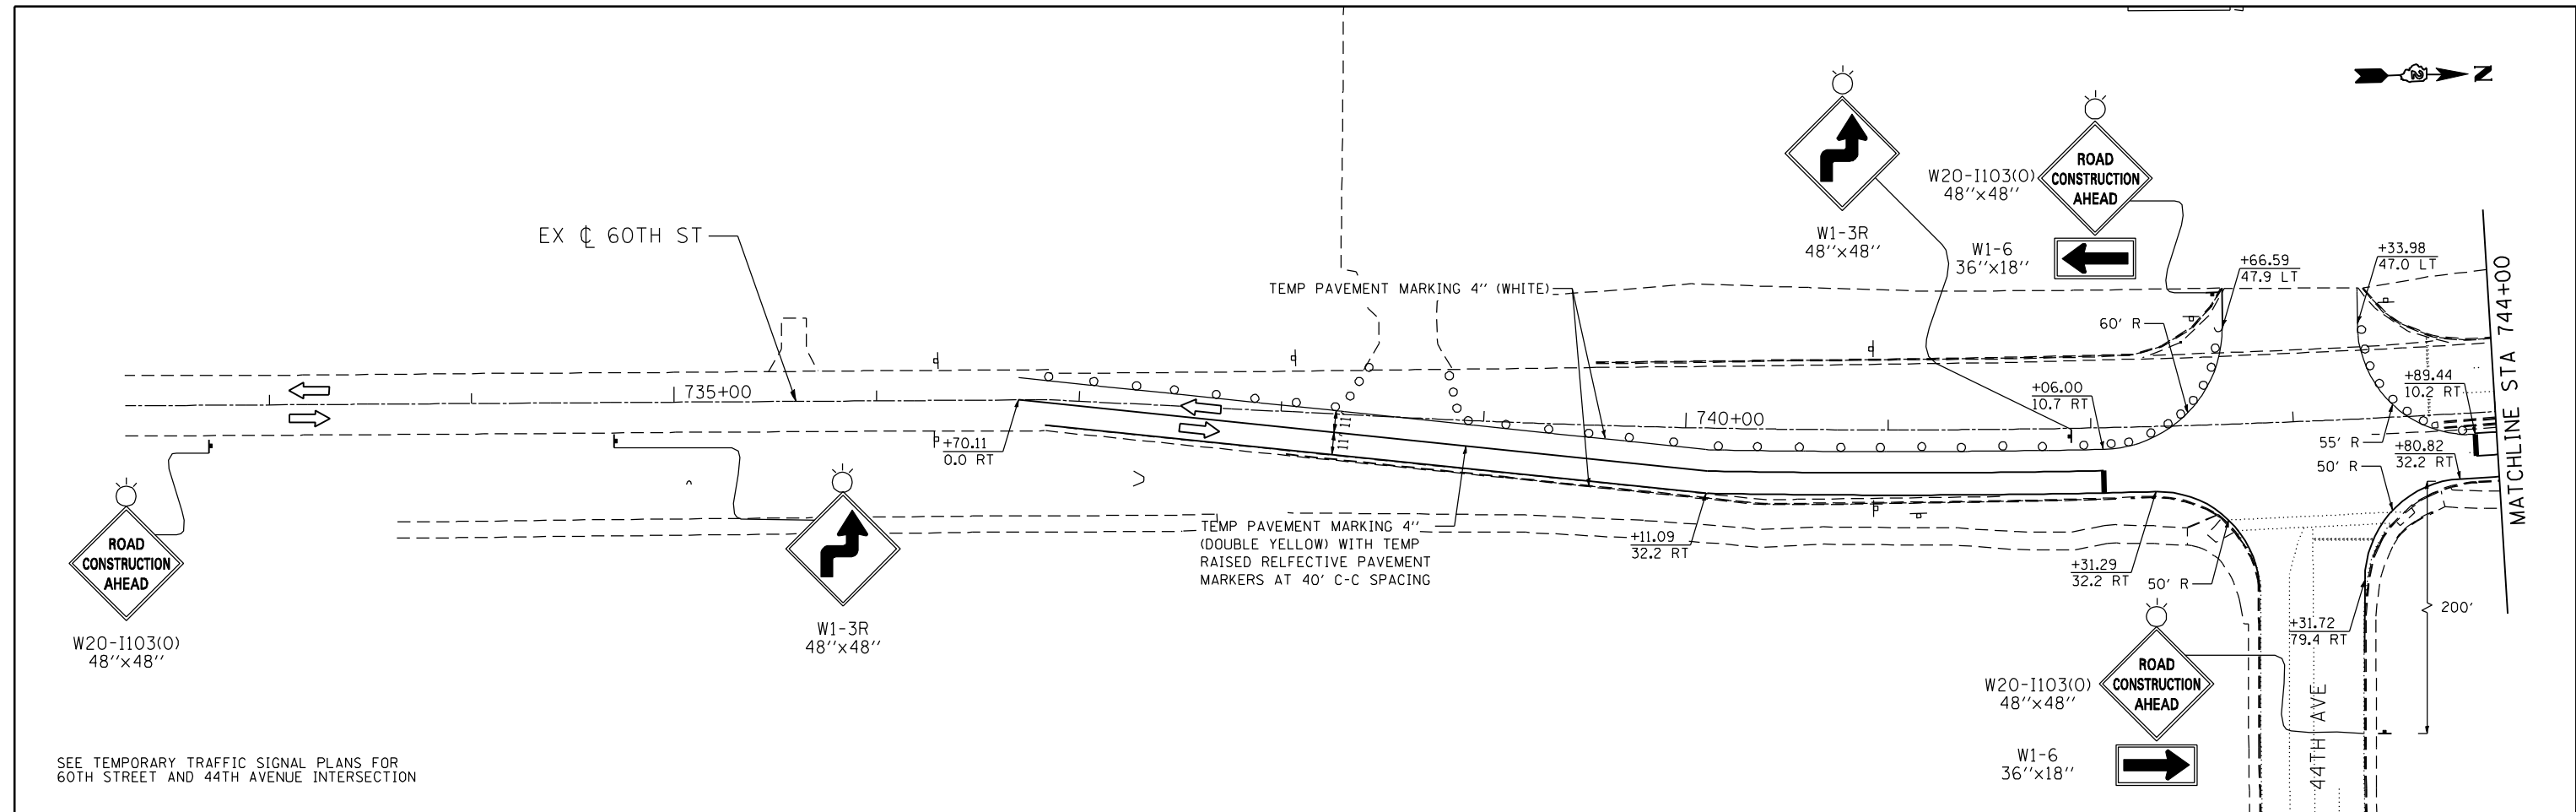 N
EX ℄ 60TH ST
TEMP PAVEMENT MARKING 4'' (WHITE)
W1-3R
48''x48''
ROAD
CONSTRUCTION
AHEAD
W20-I103(O)
48''x48''
W1-6
36''x18''
+66.59
47.9 LT
+33.98
47.0 LT
60' R
+06.00
10.7 RT
+89.44
10.2 RT
55' R
+80.82
32.2 RT
50' R
MATCHLINE STA 744+00
735+00
740+00
11'
11'
+70.11
0.0 RT
ROAD
CONSTRUCTION
AHEAD
W20-I103(O)
48''x48''
W1-3R
48''x48''
TEMP PAVEMENT MARKING 4''
(DOUBLE YELLOW) WITH TEMP
RAISED RELFECTIVE PAVEMENT
MARKERS AT 40' C-C SPACING
+11.09
32.2 RT
+31.29
32.2 RT
50' R
+31.72
79.4 RT
200'
44TH AVE
ROAD
CONSTRUCTION
AHEAD
W20-I103(O)
48''x48''
W1-6
36''x18''
SEE TEMPORARY TRAFFIC SIGNAL PLANS FOR
60TH STREET AND 44TH AVENUE INTERSECTION